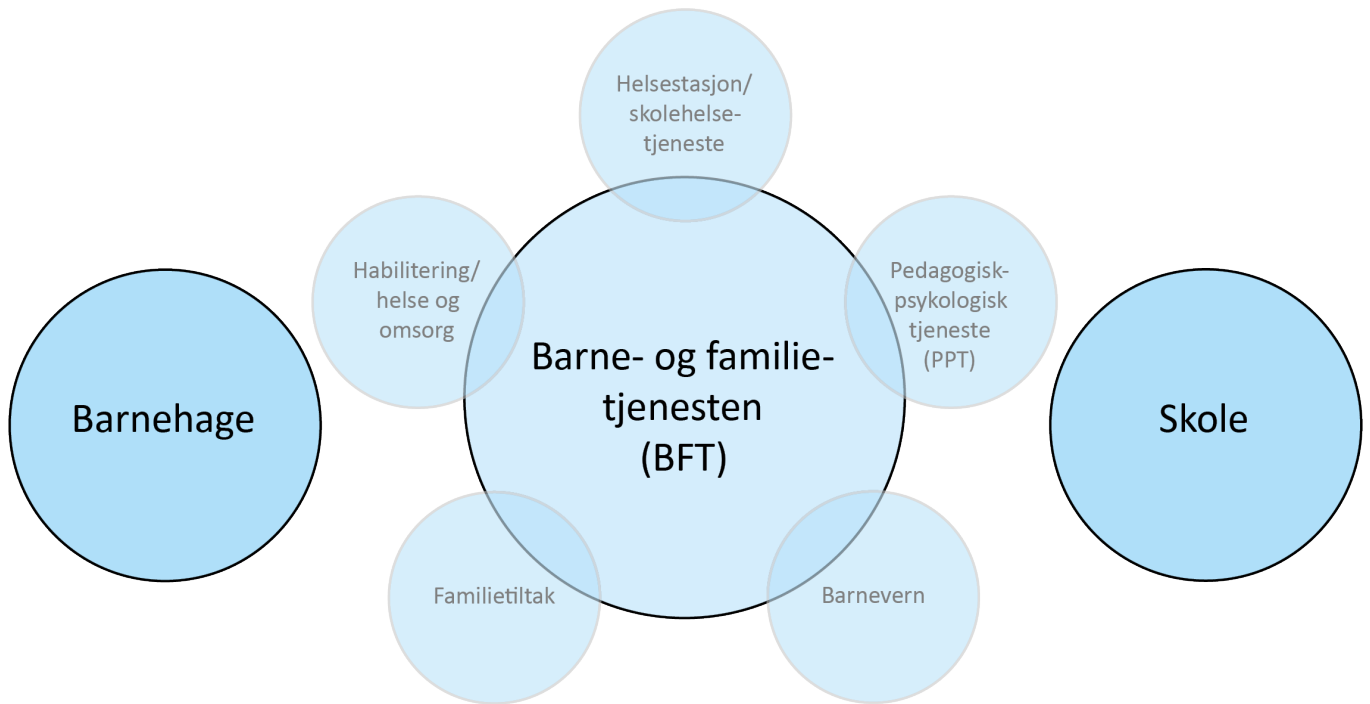 Helsestasjon/
skolehelse-
tjeneste
Habilitering/
helse og
omsorg
Pedagogisk-
psykologisk
tjeneste
(PPT)
Barnehage
Barne- og familie-
tjenesten
(BFT)
Skole
Familietiltak
Barnevern